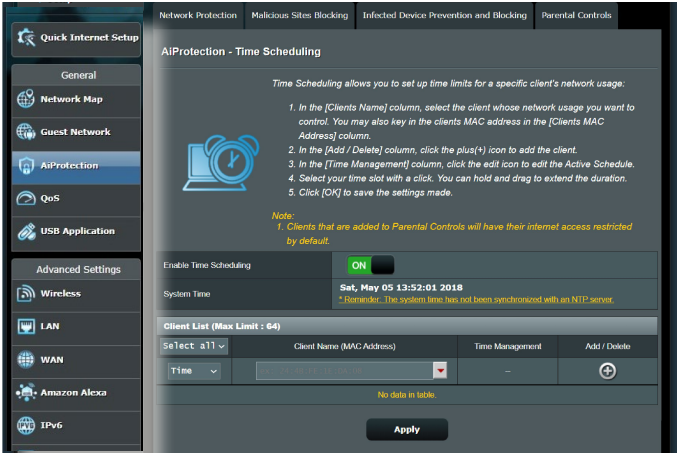 Network Protection
Malicious Sites Blocking
Infected Device Prevention and Blocking
Parental Controls
Quick Internet Setup
General
Network Map
Guest Network
AiProtection
QoS
USB Application
Advanced Settings
Wireless
LAN
WAN
Amazon Alexa
IPv6
AiProtection - Time Scheduling
Time Scheduling allows you to set up time limits for a specific client's network usage:
1. In the [Clients Name] column, select the client whose network usage you want to
control. You may also key in the clients MAC address in the [Clients MAC
Address] column.
2. In the [Add / Delete] column, click the plus(+) icon to add the client.
3. In the [Time Management] column, click the edit icon to edit the Active Schedule.
4. Select your time slot with a click. You can hold and drag to extend the duration.
5. Click [OK] to save the settings made.
Note:
1. Clients that are added to Parental Controls will have their internet access restricted
by default.
Enable Time Scheduling
ON
System Time
Sat, May 05 13:52:01 2018
* Reminder: The system time has not been synchronized with an NTP server.
Client List (Max Limit : 64)
Select all
Client Name (MAC Address)
Time Management
Add / Delete
Time
--
No data in table.
Apply